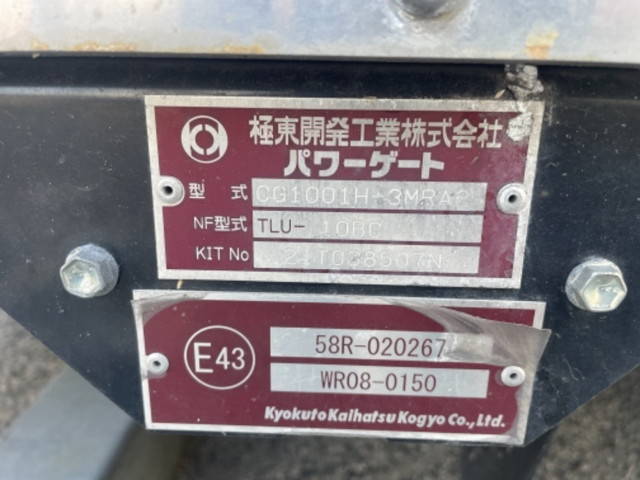 極東開発工業株式会社
パワーゲート
型 式 CG1001H-3MRA2
NF型式 TLU-
KIT No
E43 58R-020267
WR08-0150
Kyokuto Kaihatsu Kogyo Co., Ltd.